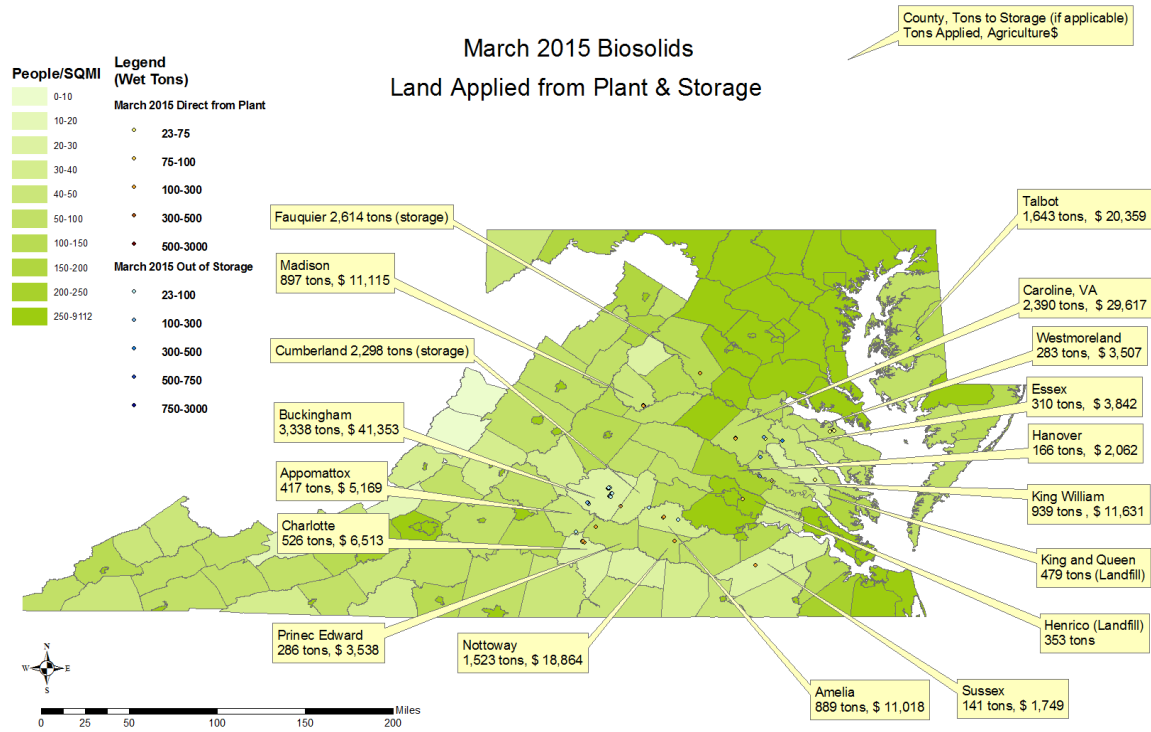 March 2015 Biosolids
Land Applied from Plant & Storage
County, Tons to Storage (if applicable)
Tons Applied, Agriculture$
People/SQMI
0-10
10-20
20-30
30-40
40-50
50-100
100-150
150-200
200-250
250-9112
Legend
(Wet Tons)
March 2015 Direct from Plant
23-75
75-100
100-300
300-500
500-3000
March 2015 Out of Storage
23-100
100-300
300-500
500-750
750-3000
Fauquier 2,614 tons (storage)
Madison
897 tons, $ 11,115
Cumberland 2,298 tons (storage)
Buckingham
3,338 tons, $ 41,353
Appomattox
417 tons, $ 5,169
Charlotte
526 tons, $ 6,513
Prinec Edward
286 tons, $ 3,538
Nottoway
1,523 tons, $ 18,864
Amelia
889 tons, $ 11,018
Sussex
141 tons, $ 1,749
Talbot
1,643 tons, $ 20,359
Caroline, VA
2,390 tons, $ 29,617
Westmoreland
283 tons, $ 3,507
Essex
310 tons, $ 3,842
Hanover
166 tons, $ 2,062
King William
939 tons, $ 11,631
King and Queen
479 tons (Landfill)
Henrico (Landfill)
353 tons
N
W E
S
Miles
0 25 50 100 150 200